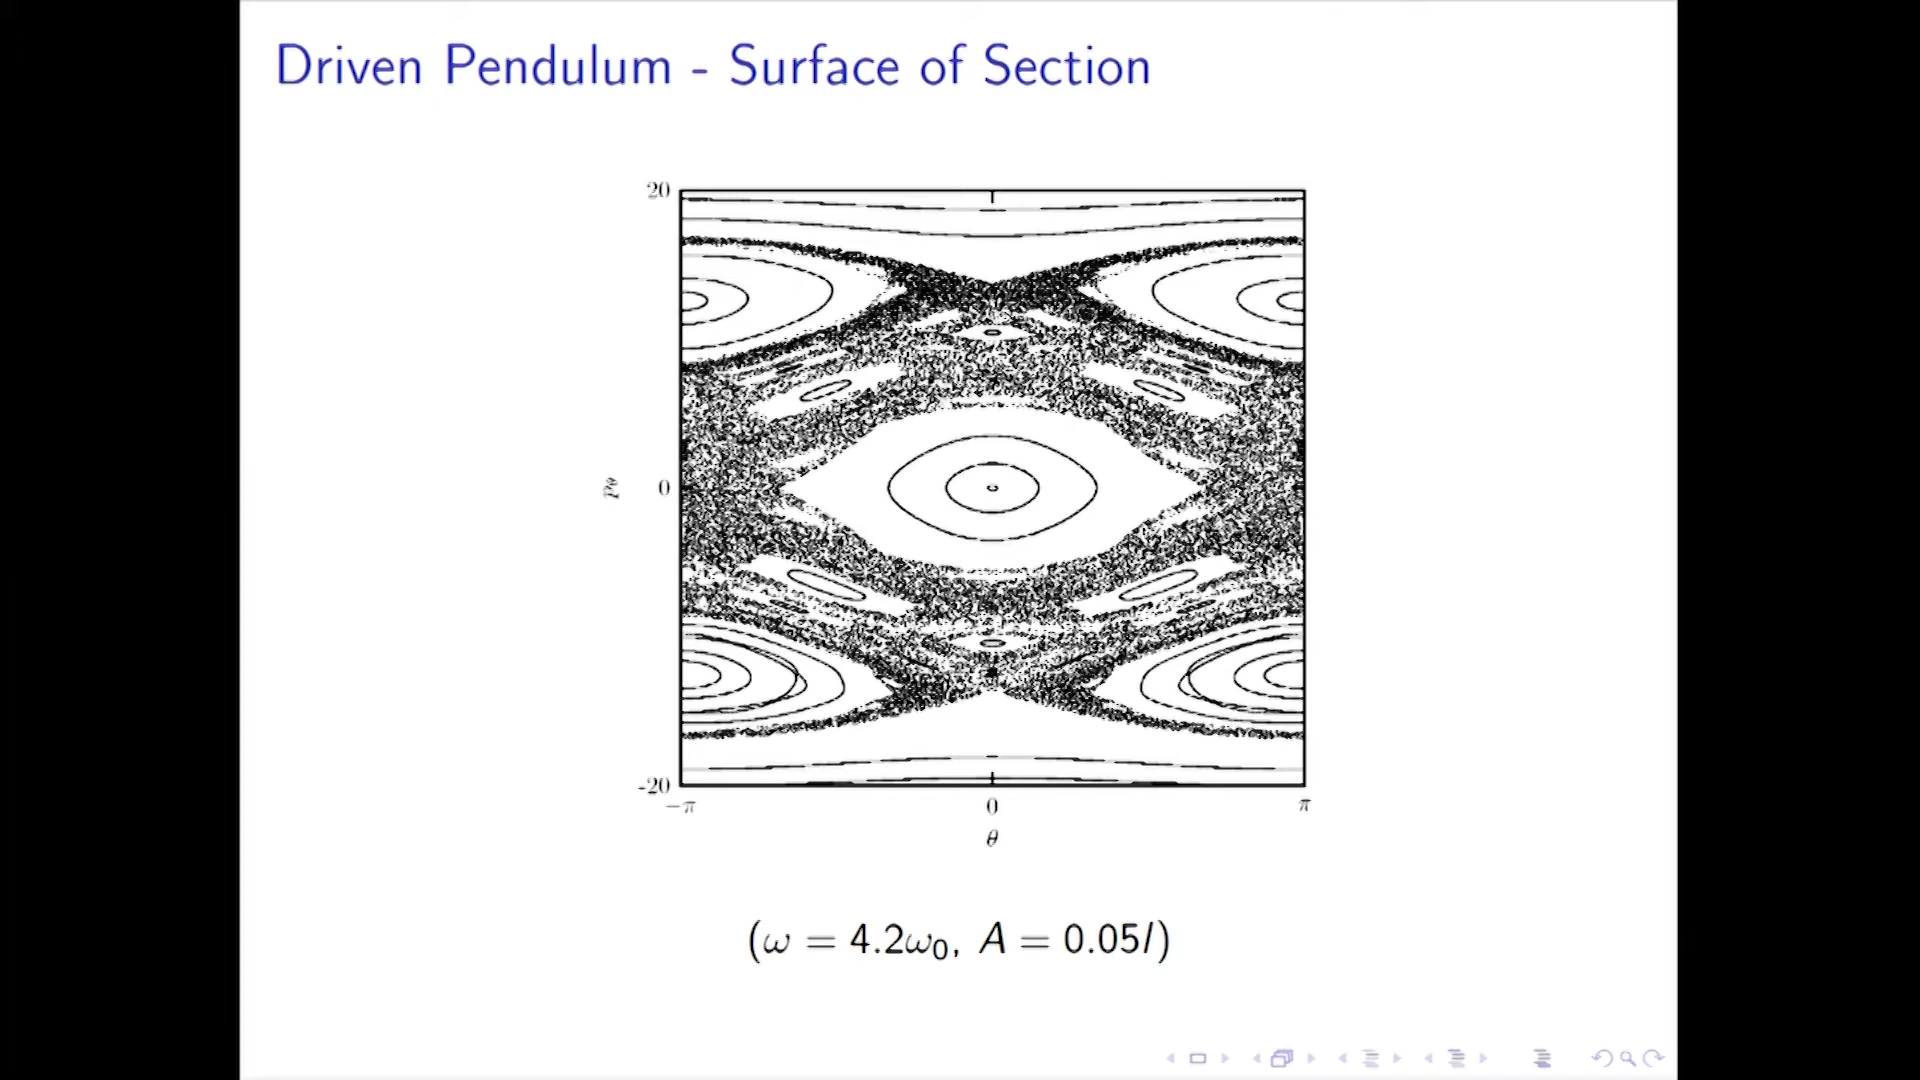 Driven Pendulum - Surface of Section
20
pθ
0
-20
−π 0 π
θ
(ω = 4.2ω₀, A = 0.05l)